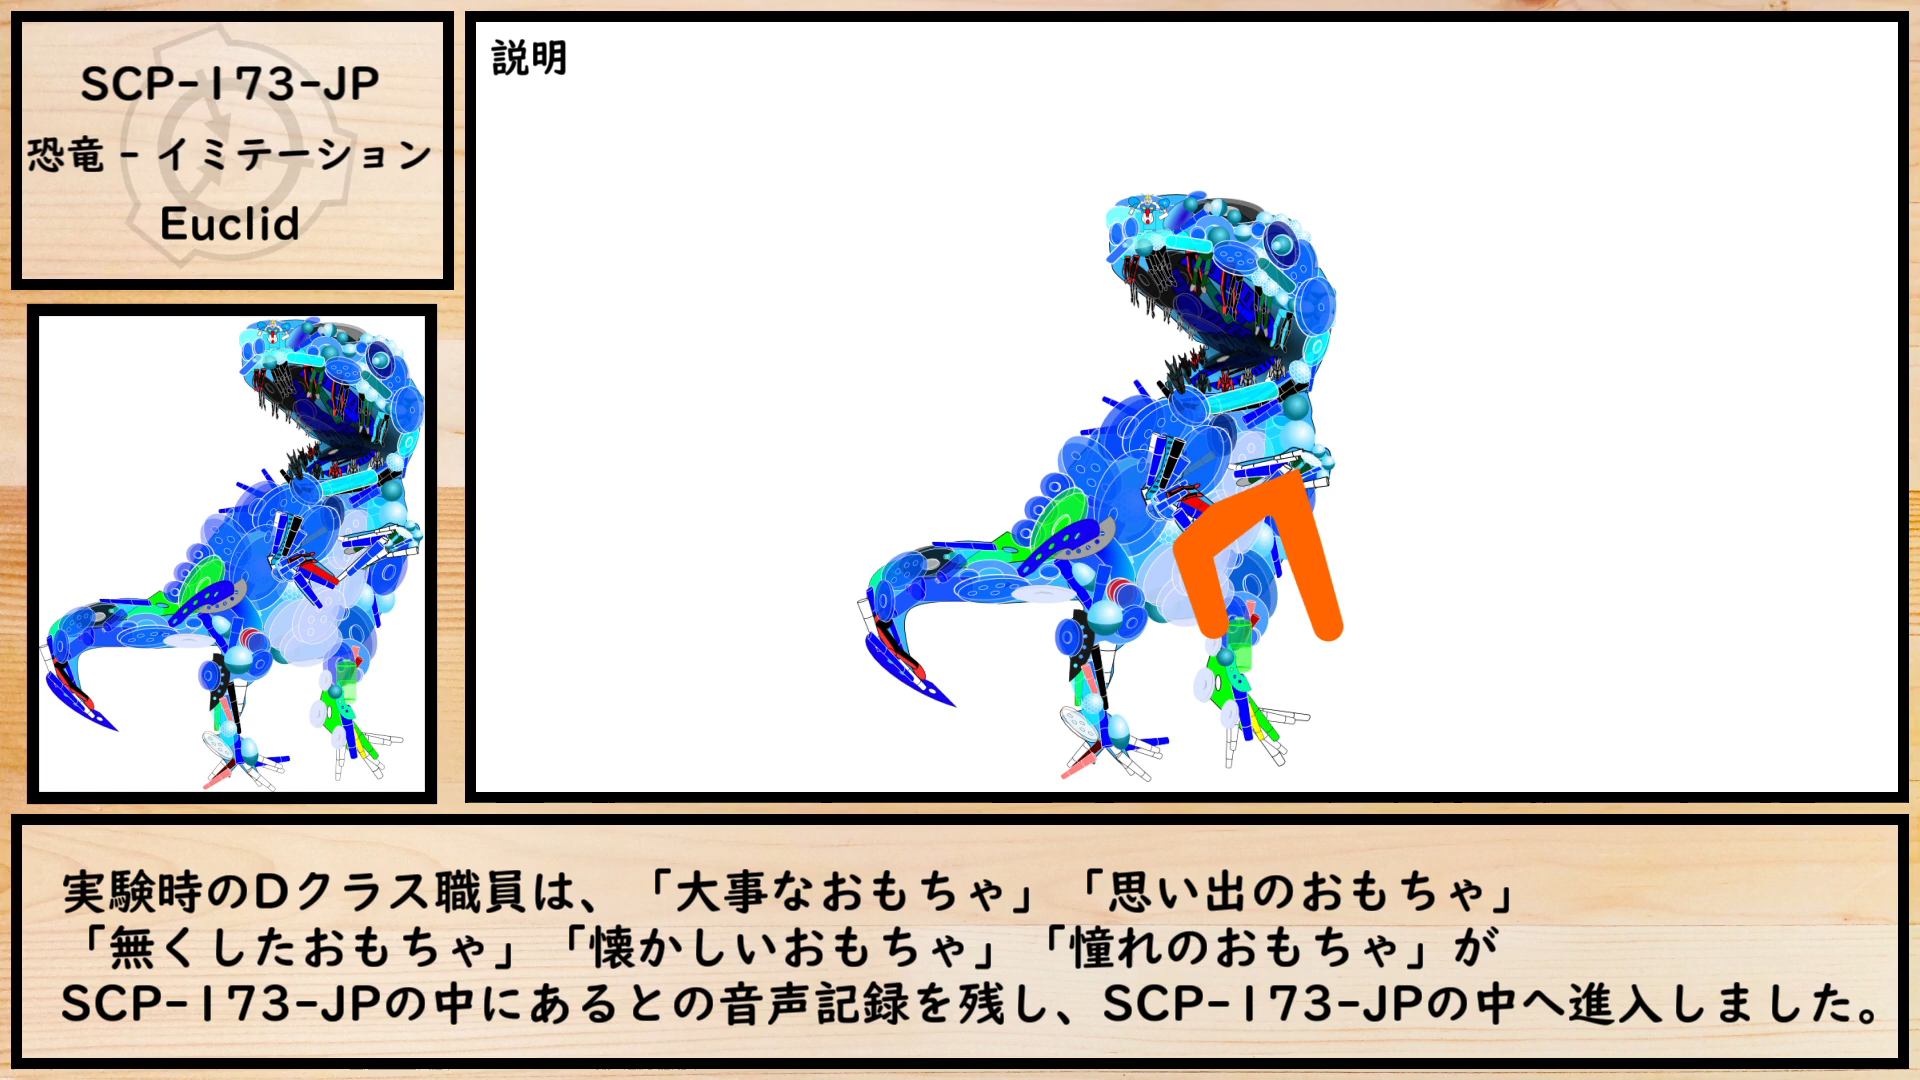 SCP-173-JP
恐竜 - イミテーション
Euclid
説明
実験時のDクラス職員は、「大事なおもちゃ」「思い出のおもちゃ」
「無くしたおもちゃ」「懐かしいおもちゃ」「憧れのおもちゃ」が
SCP-173-JPの中にあるとの音声記録を残し、SCP-173-JPの中へ進入しました。